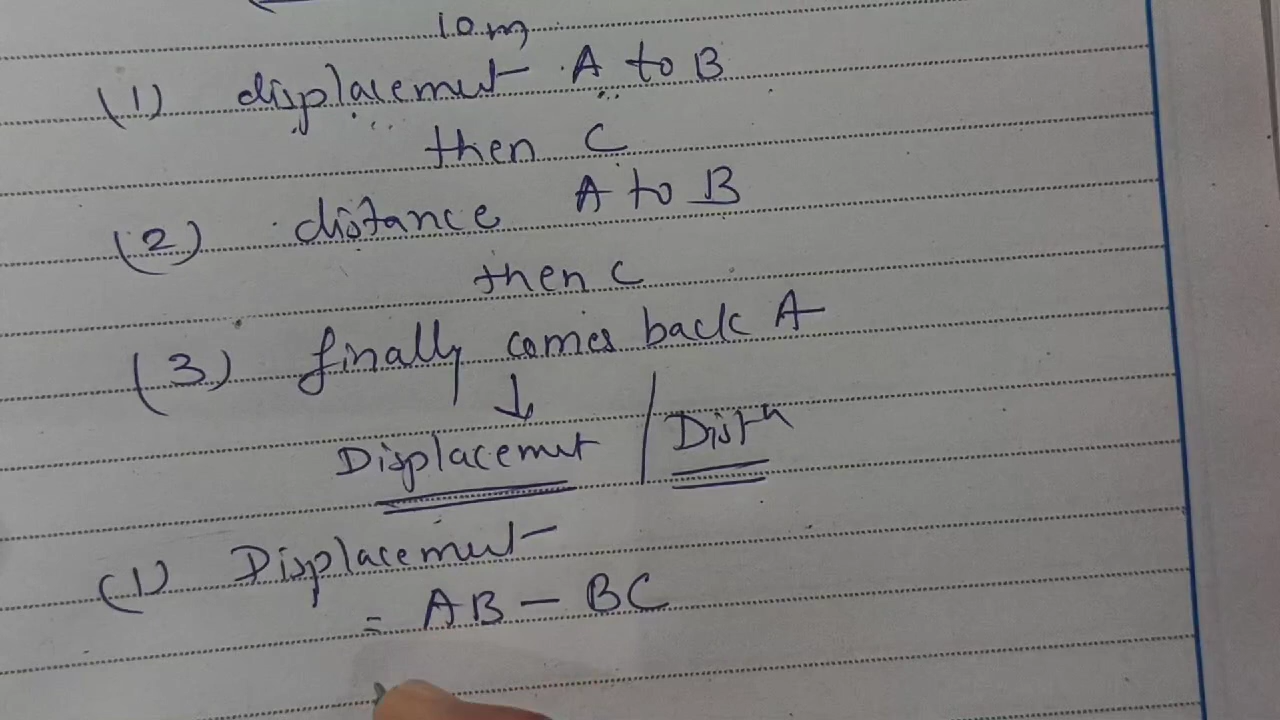 10m
(1) displacement A to B
then C
(2) distance A to B
then C
(3) finally comes back A
Displacement / Distn
(1) Displacement
= AB - BC